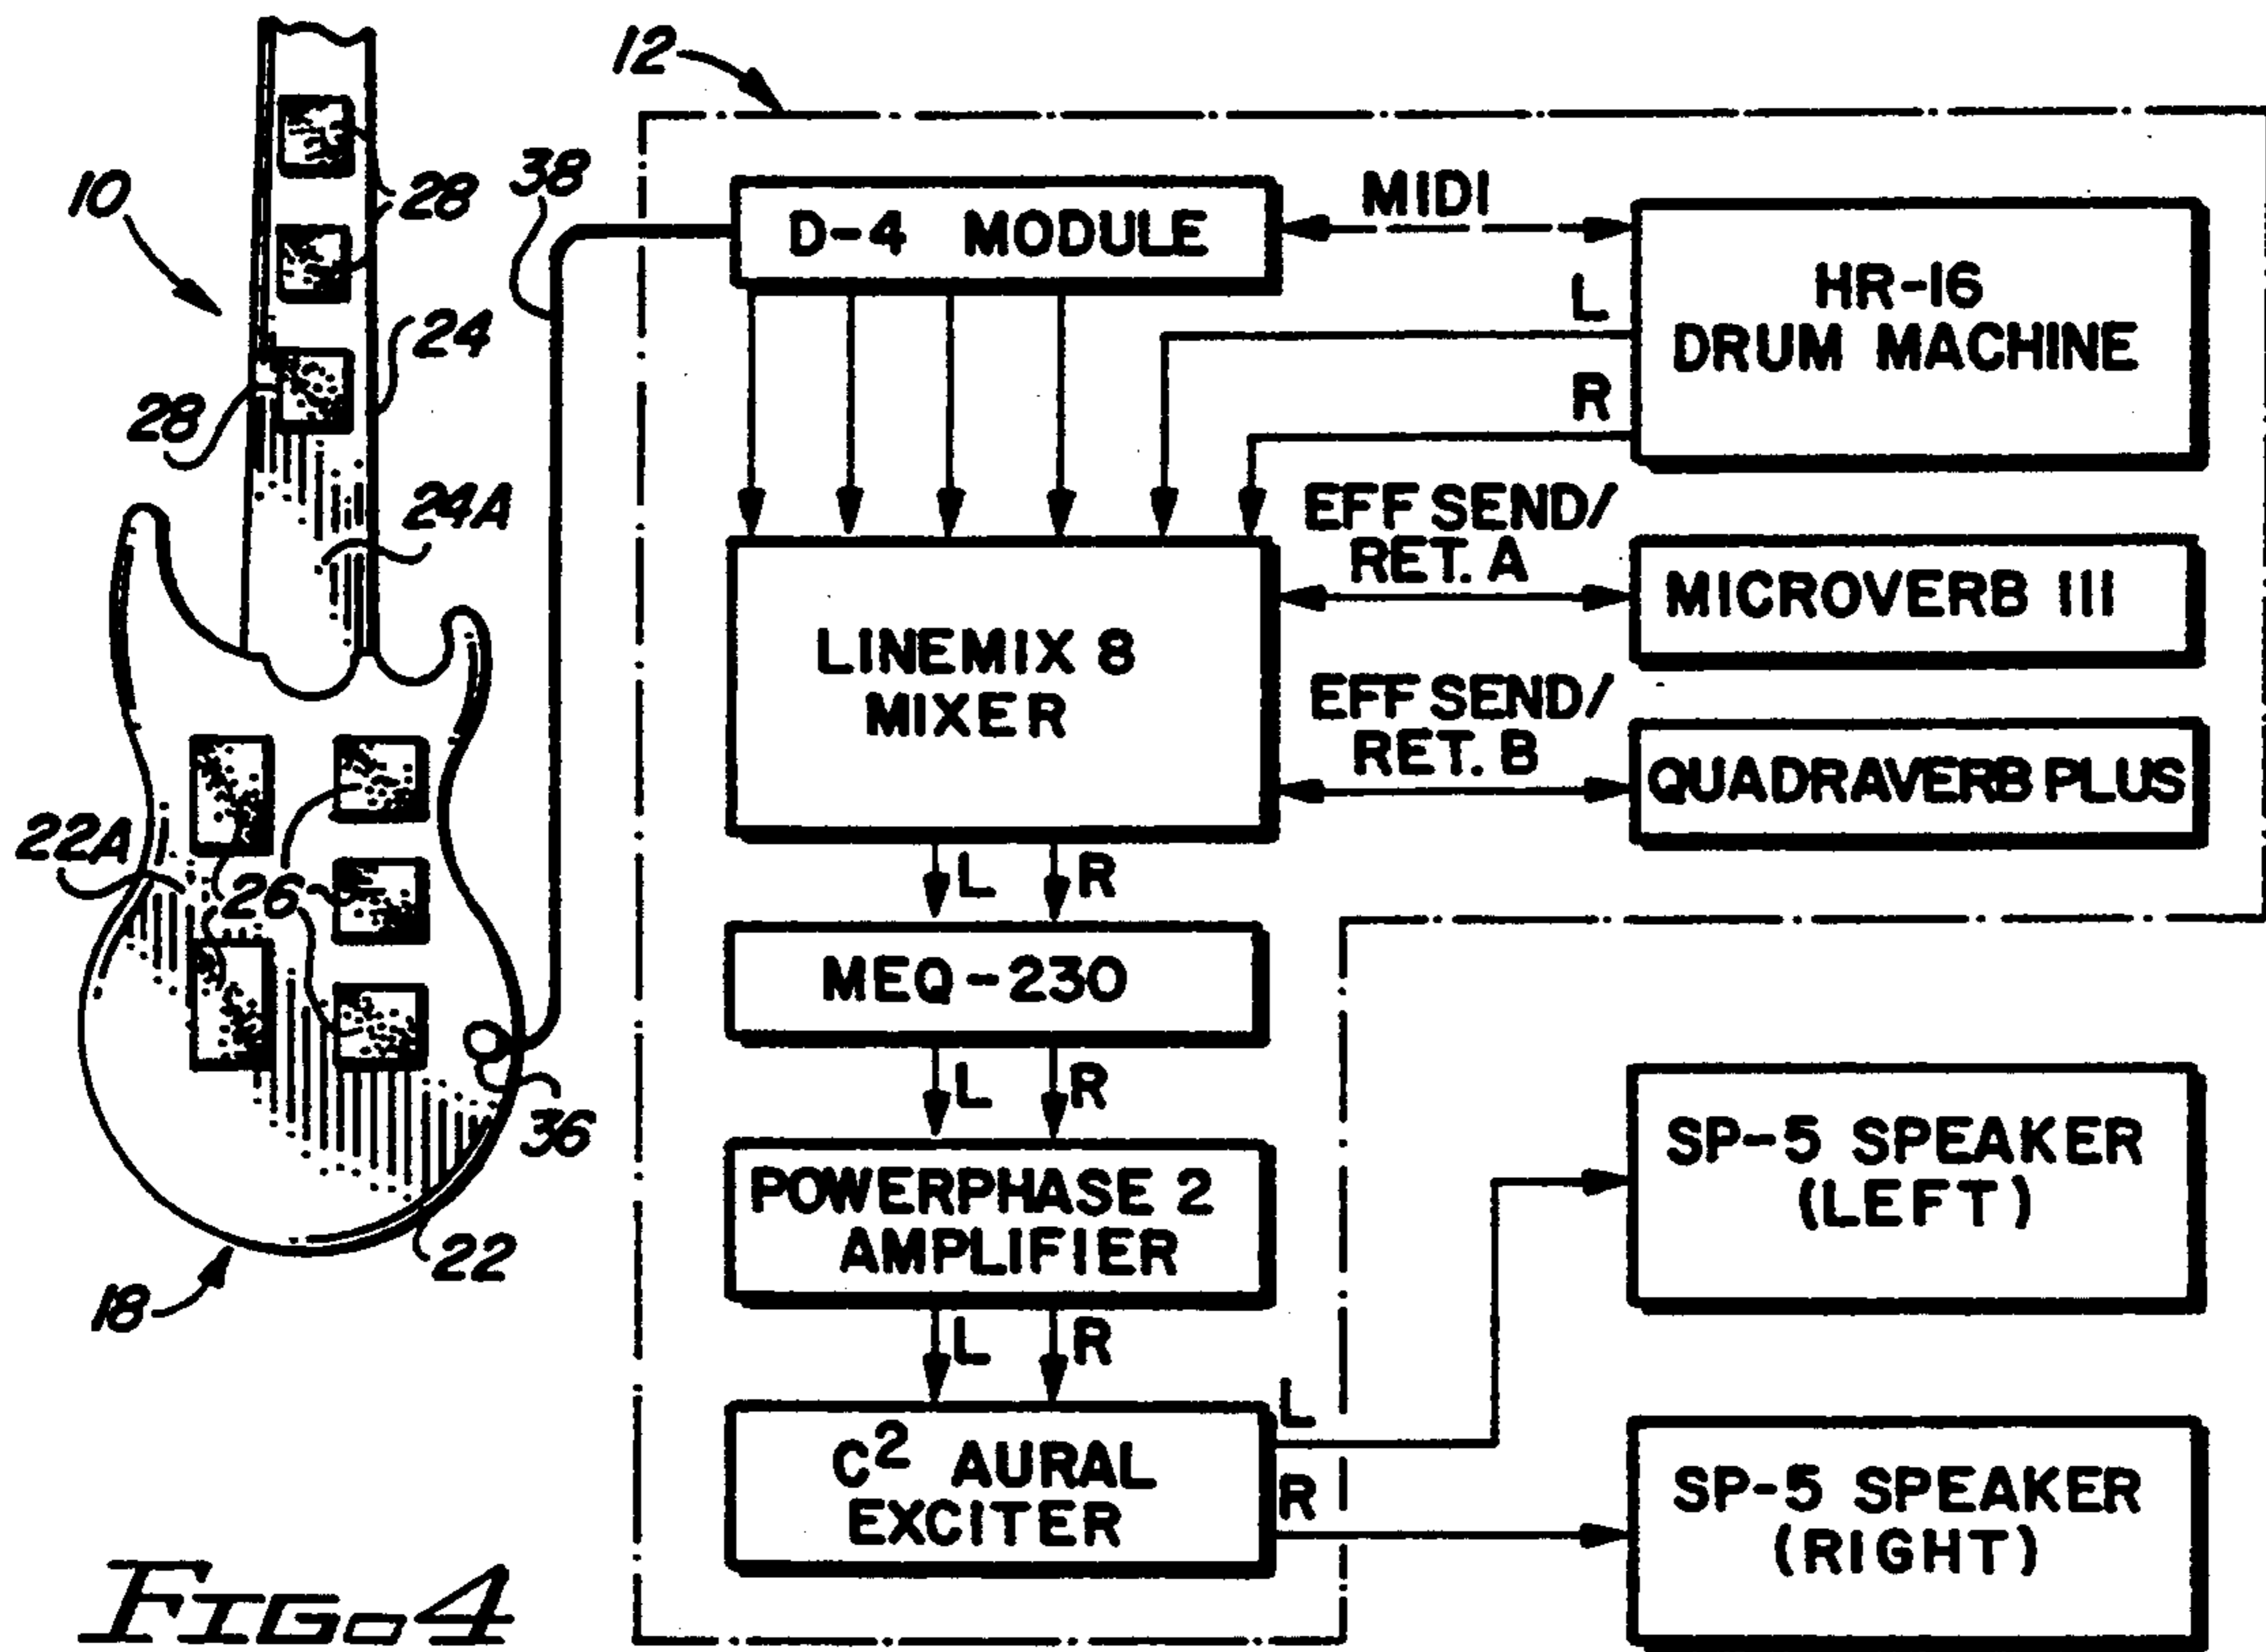 12
10
28
38
D-4 MODULE
MIDI
HR-16
DRUM MACHINE
L
R
24
28
24A
EFF SEND/
RET. A
MICROVERB III
LINEMIX 8
MIXER
EFF SEND/
RET. B
QUADRAVERB PLUS
22A
26
L
R
MEQ-230
L
R
36
POWERPHASE 2
AMPLIFIER
SP-5 SPEAKER
(LEFT)
22
18
L
R
L
R
C² AURAL
EXCITER
SP-5 SPEAKER
(RIGHT)
FIG. 4